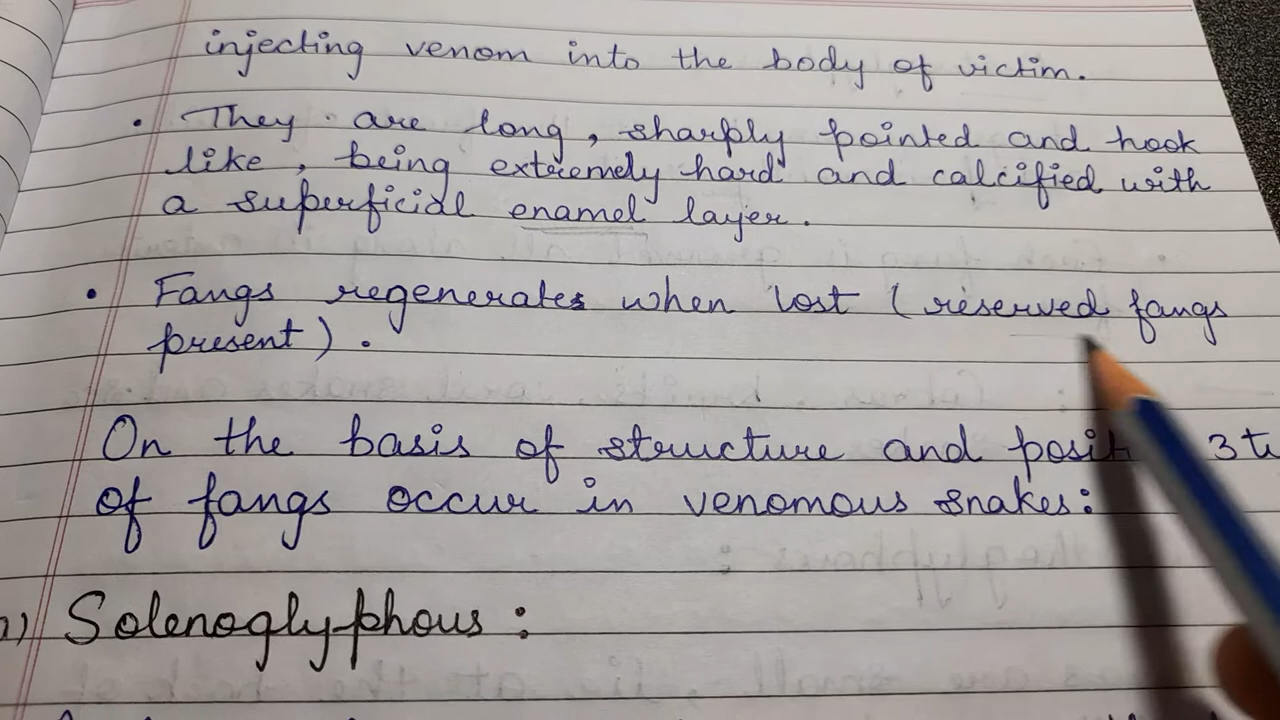 injecting venom into the body of victim.
• They are long, sharply pointed and hook
like, being extremely hard and calcified with
a superficial enamel layer.
• Fangs regenerates when lost (reserved fangs
present).
On the basis of structure and 3
of fangs occur in venomous snakes:
Solenoglyphous: